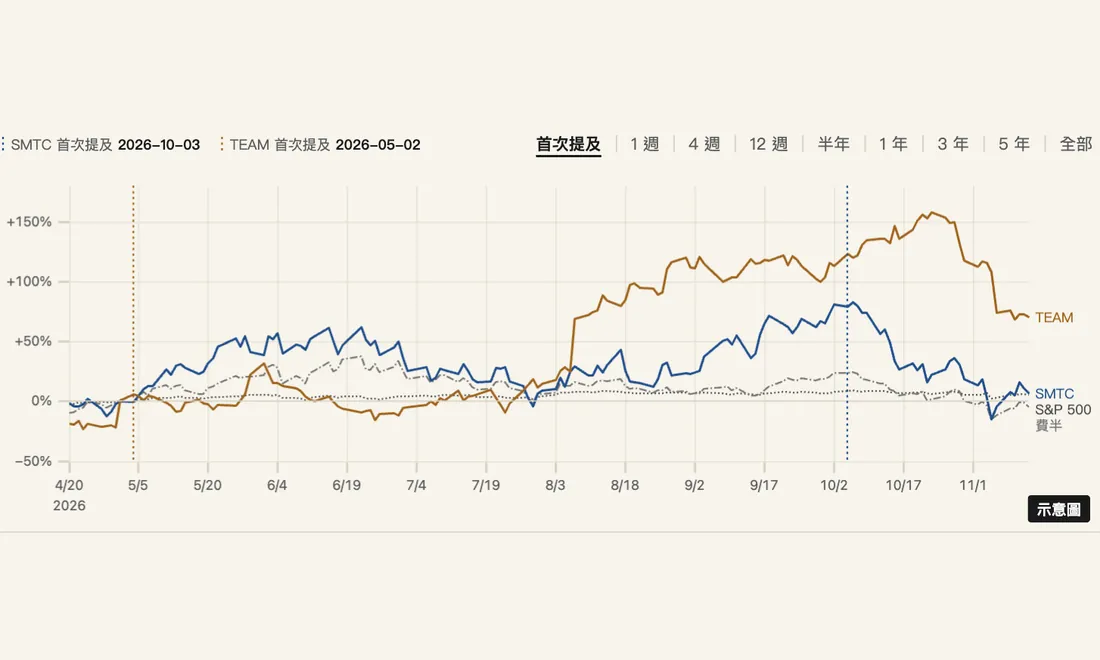 SMTC 首次提及 2026-10-03 TEAM 首次提及 2026-05-02
首次提及 1 週 4 週 12 週 半年 1 年 3 年 5 年 全部
+150%
+100%
+50%
0%
-50%
TEAM
SMTC
S&P 500
費半
4/20 5/5 5/20 6/4 6/19 7/4 7/19 8/3 8/18 9/2 9/17 10/2 10/17 11/1
2026
示意圖